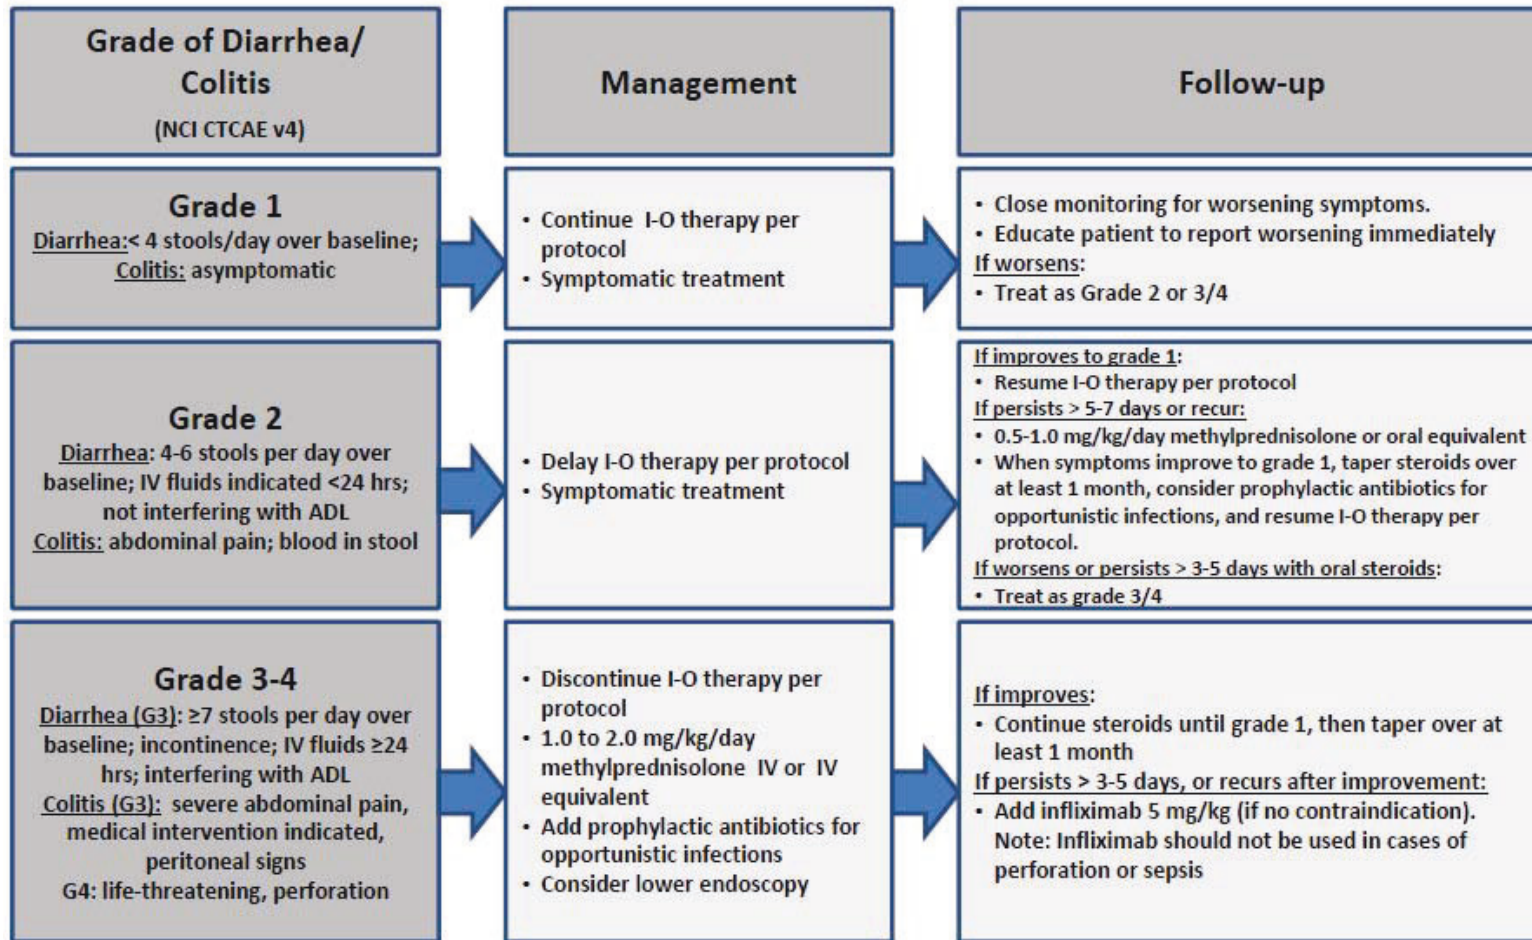 Grade of Diarrhea/
Colitis
(NCI CTCAE v4)
Management
Follow-up
Grade 1
Diarrhea:< 4 stools/day over baseline;
Colitis: asymptomatic
• Continue I-O therapy per
protocol
• Symptomatic treatment
• Close monitoring for worsening symptoms.
• Educate patient to report worsening immediately
If worsens:
• Treat as Grade 2 or 3/4
Grade 2
Diarrhea: 4-6 stools per day over
baseline; IV fluids indicated <24 hrs;
not interfering with ADL
Colitis: abdominal pain; blood in stool
• Delay I-O therapy per protocol
• Symptomatic treatment
If improves to grade 1:
• Resume I-O therapy per protocol
If persists > 5-7 days or recur:
• 0.5-1.0 mg/kg/day methylprednisolone or oral equivalent
• When symptoms improve to grade 1, taper steroids over
at least 1 month, consider prophylactic antibiotics for
opportunistic infections, and resume I-O therapy per
protocol.
If worsens or persists > 3-5 days with oral steroids:
• Treat as grade 3/4
Grade 3-4
Diarrhea (G3): ≥7 stools per day over
baseline; incontinence; IV fluids ≥24
hrs; interfering with ADL
Colitis (G3): severe abdominal pain,
medical intervention indicated,
peritoneal signs
G4: life-threatening, perforation
• Discontinue I-O therapy per
protocol
• 1.0 to 2.0 mg/kg/day
methylprednisolone IV or IV
equivalent
• Add prophylactic antibiotics for
opportunistic infections
• Consider lower endoscopy
If improves:
• Continue steroids until grade 1, then taper over at
least 1 month
If persists > 3-5 days, or recurs after improvement:
• Add infliximab 5 mg/kg (if no contraindication).
Note: Infliximab should not be used in cases of
perforation or sepsis